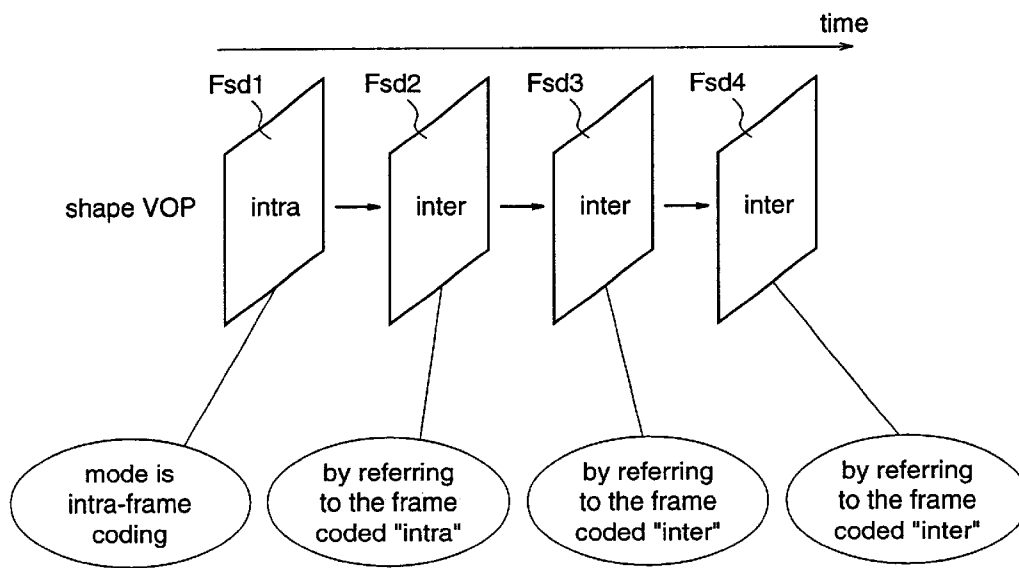 time
Fsd1
Fsd2
Fsd3
Fsd4
shape VOP
intra
inter
inter
inter
mode is
intra-frame
coding
by referring
to the frame
coded "intra"
by referring
to the frame
coded "inter"
by referring
to the frame
coded "inter"